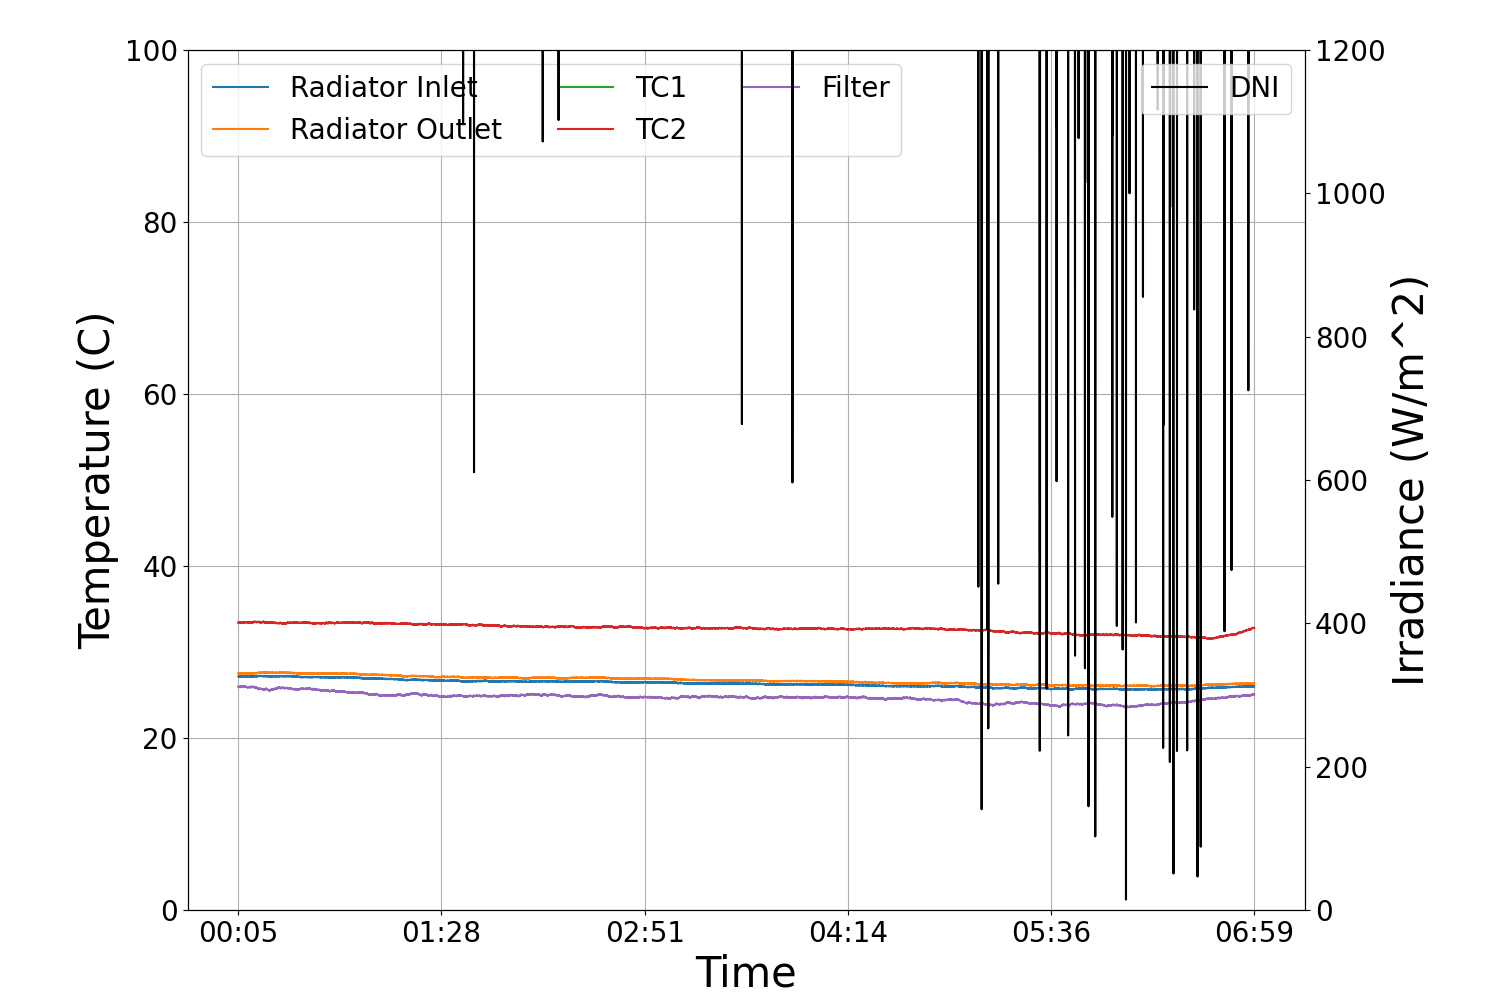 100
80
60
40
20
0
Temperature (C)
Radiator Inlet
Radiator Outlet
TC1
TC2
Filter
DNI
1200
1000
800
600
400
200
0
Irradiance (W/m^2)
00:05 01:28 02:51 04:14 05:36 06:59
Time